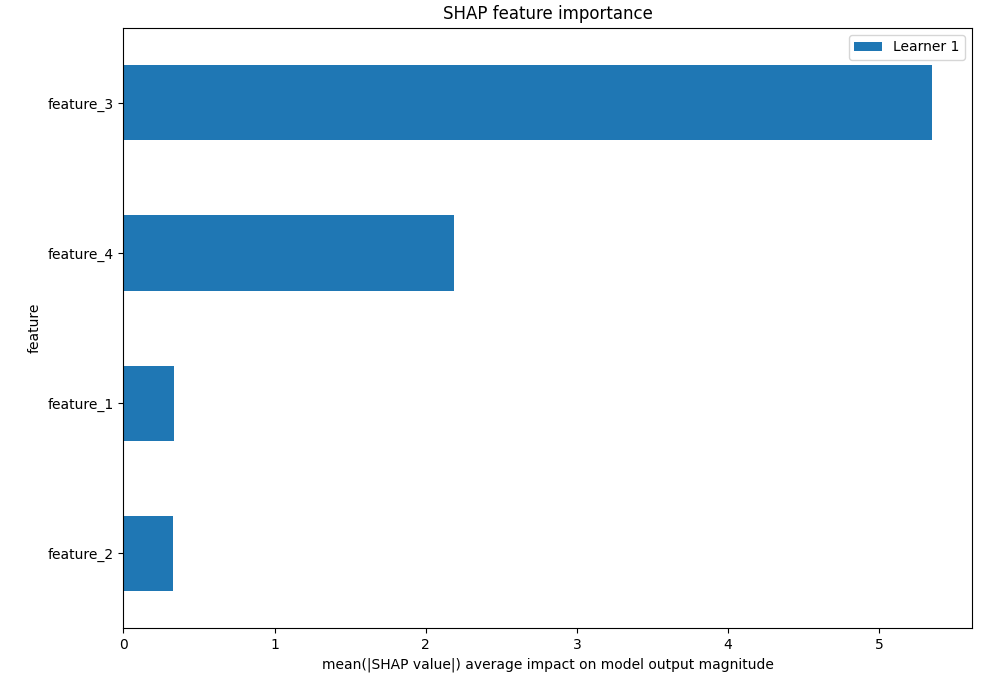 SHAP feature importance
Learner 1
feature_3
feature_4
feature_1
feature_2
feature
0 1 2 3 4 5
mean(|SHAP value|) average impact on model output magnitude